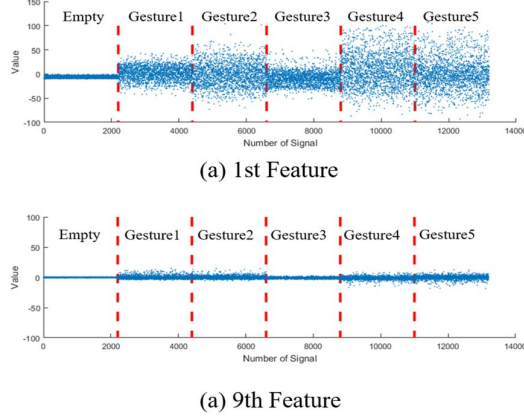 100
Empty Gesture1 Gesture2 Gesture3 Gesture4 Gesture5
50
Value
0
-50
-100
0 2000 4000 6000 8000 10000 12000 14000
Number of Signal
(a) 1st Feature
100
Empty Gesture1 Gesture2 Gesture3 Gesture4 Gesture5
50
Value
0
-50
-100
0 2000 4000 6000 8000 10000 12000 14000
Number of Signal
(a) 9th Feature